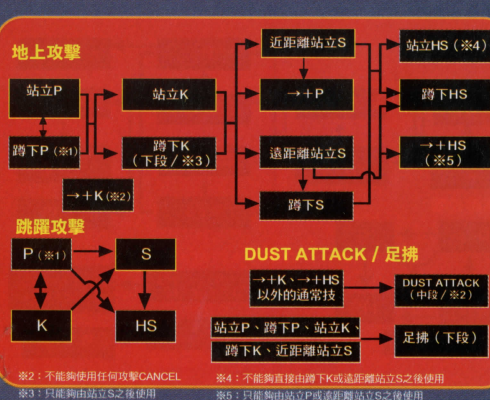 地上攻擊
站立P
蹲下P（※1）
→＋K（※2）
站立K
蹲下K
（下段／※3）
近距離站立S
→＋P
遠距離站立S
蹲下S
站立HS（※4）
蹲下HS
→＋HS
（※5）
跳躍攻擊
P（※1）
S
K
HS
DUST ATTACK / 足拂
→＋K、→＋HS
以外的通常技
DUST ATTACK
（中段／※2）
站立P、蹲下P、站立K、
蹲下K、近距離站立S
足拂（下段）
※2：不能夠使用任何攻擊CANCEL
※3：只能夠由站立S之後使用
※4：不能夠直接由蹲下K或遠距離站立S之後使用
※5：只能夠由站立P或遠距離站立S之後使用